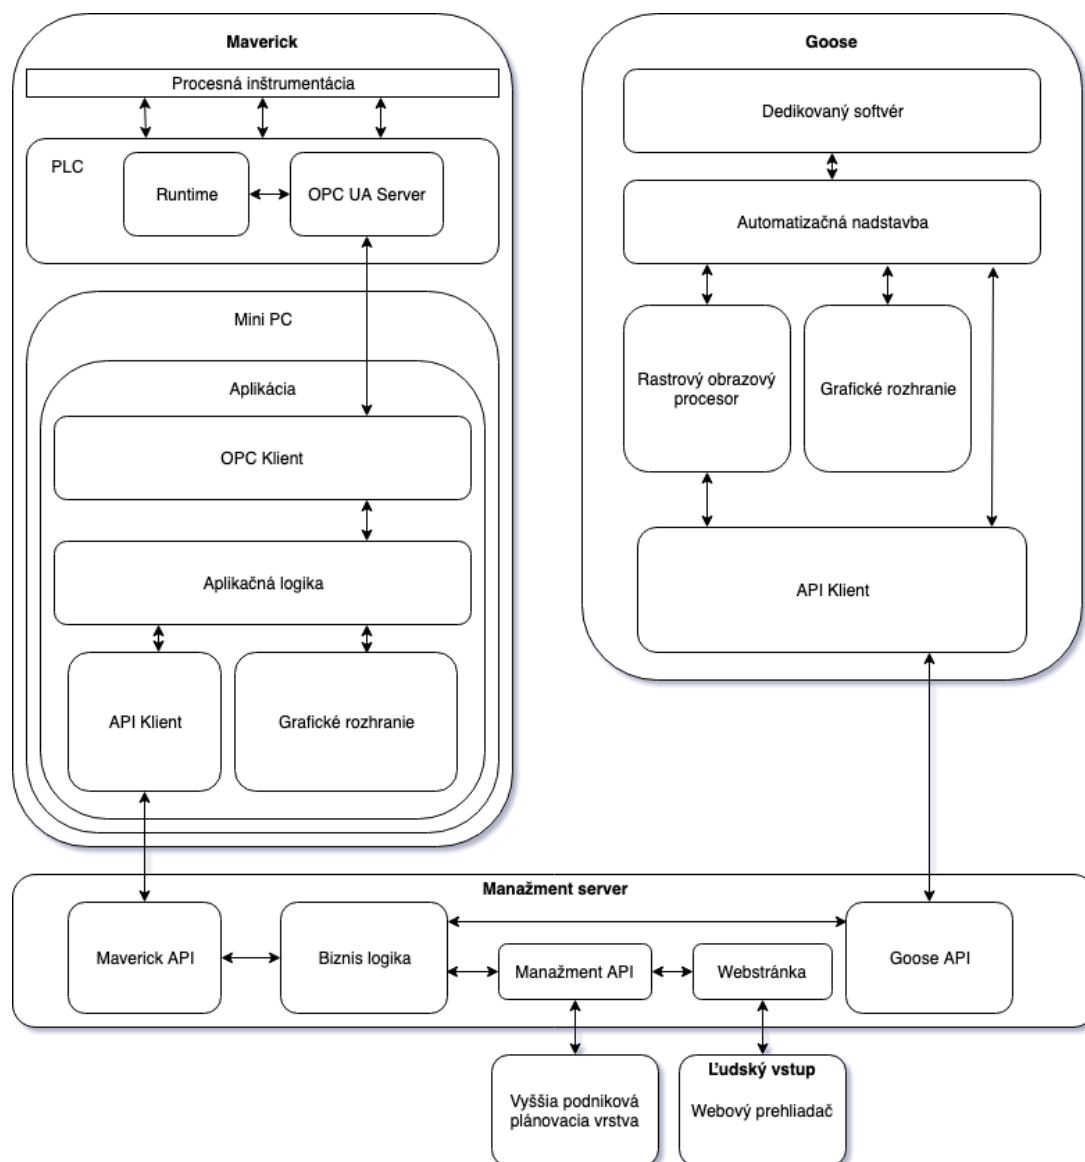 Maverick
Procesná inštrumentácia
PLC
Runtime
OPC UA Server
Mini PC
Aplikácia
OPC Klient
Aplikačná logika
API Klient
Grafické rozhranie
Goose
Dedikovaný softvér
Automatizačná nadstavba
Rastrový obrazový
procesor
Grafické rozhranie
API Klient
Manažment server
Maverick API
Biznis logika
Manažment API
Webstránka
Goose API
Vyššia podniková
plánovacia vrstva
Ľudský vstup
Webový prehliadač